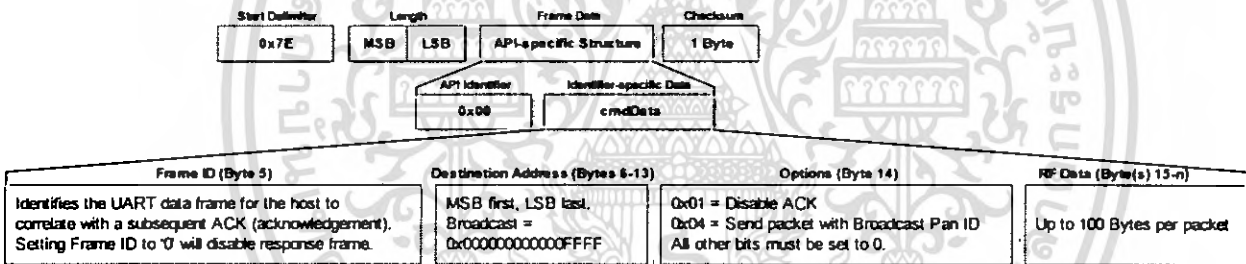 Start Delimiter Length Frame Data Checksum
0x7E MSB LSB API-specific Structure 1 Byte
API Identifier Identifier-specific Data
0x00 cmdData
Frame ID (Byte 5) Destination Address (Bytes 6-13) Options (Byte 14) RF Data (Byte(s) 15-n)
Identifies the UART data frame for the host to
correlate with a subsequent ACK (acknowledgement).
Setting Frame ID to '0' will disable response frame.
MSB first, LSB last.
Broadcast =
0x000000000000FFFF
0x01 = Disable ACK
0x04 = Send packet with Broadcast Pan ID
All other bits must be set to 0.
Up to 100 Bytes per packet